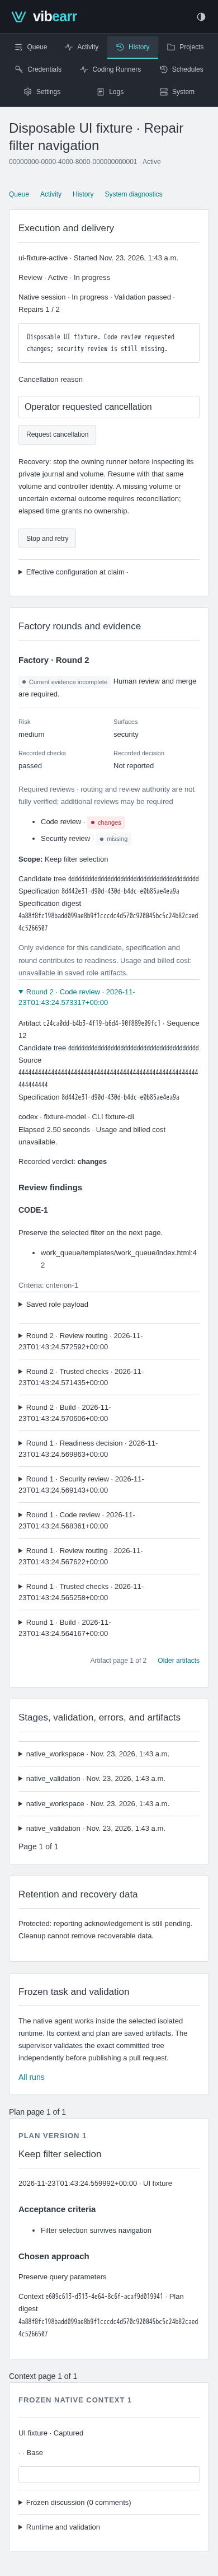 vibearr
Queue
Activity
History
Projects
Credentials
Coding Runners
Schedules
Settings
Logs
System
Disposable UI fixture · Repair
filter navigation
00000000-0000-4000-8000-000000000001 · Active
Queue Activity History System diagnostics
Execution and delivery
ui-fixture-active · Started Nov. 23, 2026, 1:43 a.m.
Review · Active · In progress
Native session · In progress · Validation passed ·
Repairs 1 / 2
Disposable UI fixture. Code review requested
changes; security review is still missing.
Cancellation reason
Operator requested cancellation
Request cancellation
Recovery: stop the owning runner before inspecting its
private journal and volume. Resume with that same
volume and controller identity. A missing volume or
uncertain external outcome requires reconciliation;
elapsed time grants no ownership.
Stop and retry
Effective configuration at claim ·
Factory rounds and evidence
Factory · Round 2
Current evidence incomplete Human review and merge
are required.
Risk
medium
Surfaces
security
Recorded checks
passed
Recorded decision
Not reported
Required reviews · routing and review authority are not
fully verified; additional reviews may be required
Code review · changes
Security review · missing
Scope: Keep filter selection
Candidate tree dddddddddddddddddddddddddddddddddddddddd
Specification 8d442e31-d90d-430d-b4dc-e0b85ae4ea9a
Specification digest
Only evidence for this candidate, specification and
round contributes to readiness. Usage and billed cost:
unavailable in saved role artifacts.
Round 2 · Code review · 2026-11-
23T01:43:24.573317+00:00
Artifact c24ca0dd-b4b3-4f19-b6d4-90f889e09fc1 · Sequence
12
Candidate tree dddddddddddddddddddddddddddddddddddddddd
Source
Specification 8d442e31-d90d-430d-b4dc-e0b85ae4ea9a
codex · fixture-model · CLI fixture-cli
Elapsed 2.50 seconds · Usage and billed cost
unavailable.
Recorded verdict: changes
Review findings
CODE-1
Preserve the selected filter on the next page.
work_queue/templates/work_queue/index.html:4
2
Criteria: criterion-1
Saved role payload
Round 2 · Review routing · 2026-11-
23T01:43:24.572592+00:00
Round 2 · Trusted checks · 2026-11-
23T01:43:24.571435+00:00
Round 2 · Build · 2026-11-
23T01:43:24.570606+00:00
Round 1 · Readiness decision · 2026-11-
23T01:43:24.569863+00:00
Round 1 · Security review · 2026-11-
23T01:43:24.569143+00:00
Round 1 · Code review · 2026-11-
23T01:43:24.568361+00:00
Round 1 · Review routing · 2026-11-
23T01:43:24.567622+00:00
Round 1 · Trusted checks · 2026-11-
23T01:43:24.565258+00:00
Round 1 · Build · 2026-11-
23T01:43:24.564167+00:00
Artifact page 1 of 2 Older artifacts
Stages, validation, errors, and artifacts
native_workspace · Nov. 23, 2026, 1:43 a.m.
native_validation · Nov. 23, 2026, 1:43 a.m.
native_workspace · Nov. 23, 2026, 1:43 a.m.
native_validation · Nov. 23, 2026, 1:43 a.m.
Page 1 of 1
Retention and recovery data
Protected: reporting acknowledgement is still pending.
Cleanup cannot remove recoverable data.
Frozen task and validation
The native agent works inside the selected isolated
runtime. Its context and plan are saved artifacts. The
supervisor validates the exact committed tree
independently before publishing a pull request.
All runs
Plan page 1 of 1
PLAN VERSION 1
Keep filter selection
2026-11-23T01:43:24.559992+00:00 · UI fixture
Acceptance criteria
Filter selection survives navigation
Chosen approach
Preserve query parameters
Context e609c613-d313-4e64-8c6f-acaf9d019941 · Plan
digest
Context page 1 of 1
FROZEN NATIVE CONTEXT 1
UI fixture · Captured
· · Base
Frozen discussion (0 comments)
Runtime and validation